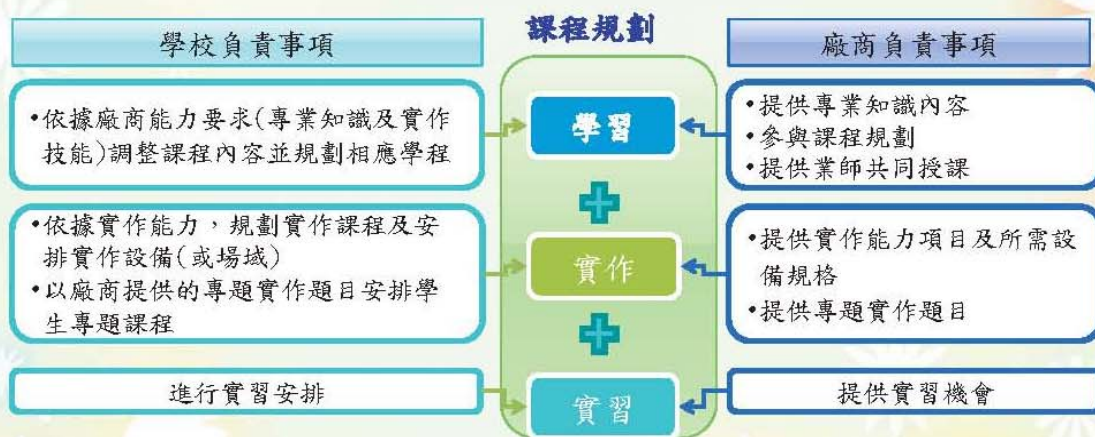 課程規劃
學校負責事項
廠商負責事項
•依據廠商能力要求(專業知識及實作
技能)調整課程內容並規劃相應學程
學習
•提供專業知識內容
•參與課程規劃
•提供業師共同授課
•依據實作能力,規劃實作課程及安
排實作設備(或場域)
•以廠商提供的專題實作題目安排學
生專題課程
實作
•提供實作能力項目及所需設
備規格
•提供專題實作題目
進行實習安排
實習
提供實習機會